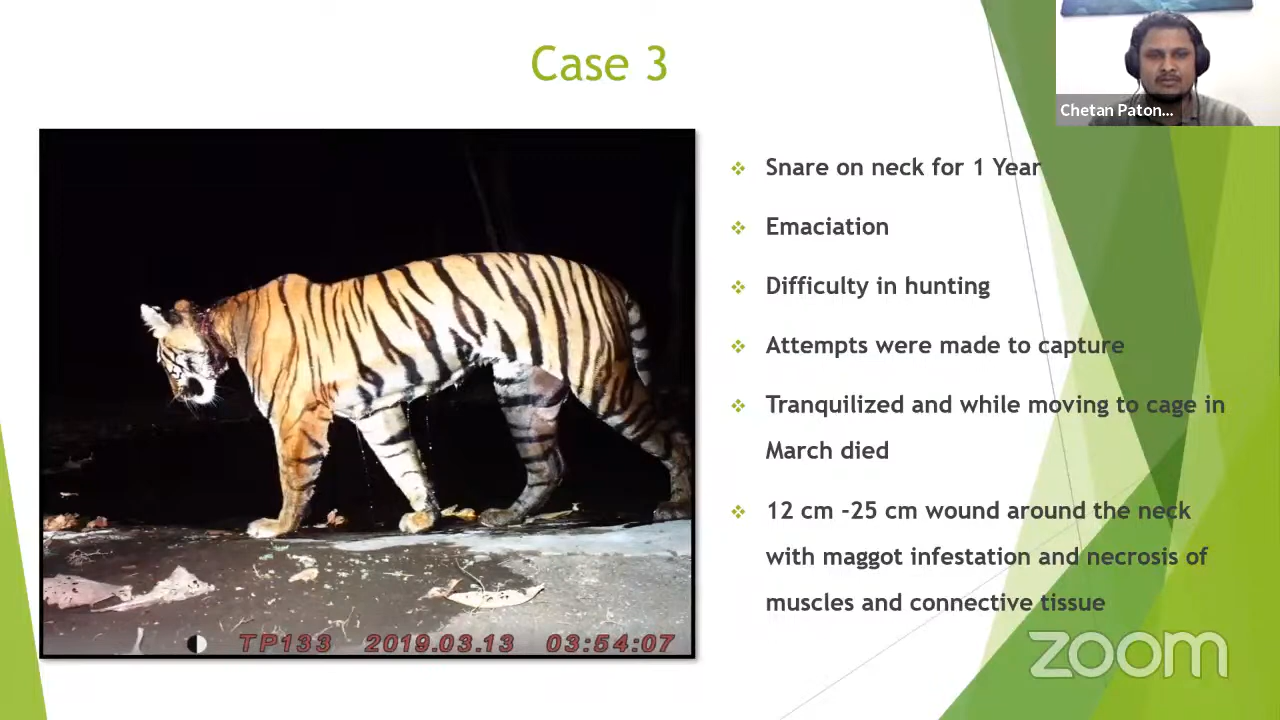 Case 3
Chetan Paton...
Snare on neck for 1 Year
Emaciation
Difficulty in hunting
Attempts were made to capture
Tranquilized and while moving to cage in
March died
12 cm -25 cm wound around the neck
with maggot infestation and necrosis of
muscles and connective tissue
TP133 2019.03.13 03:54:07
zoom